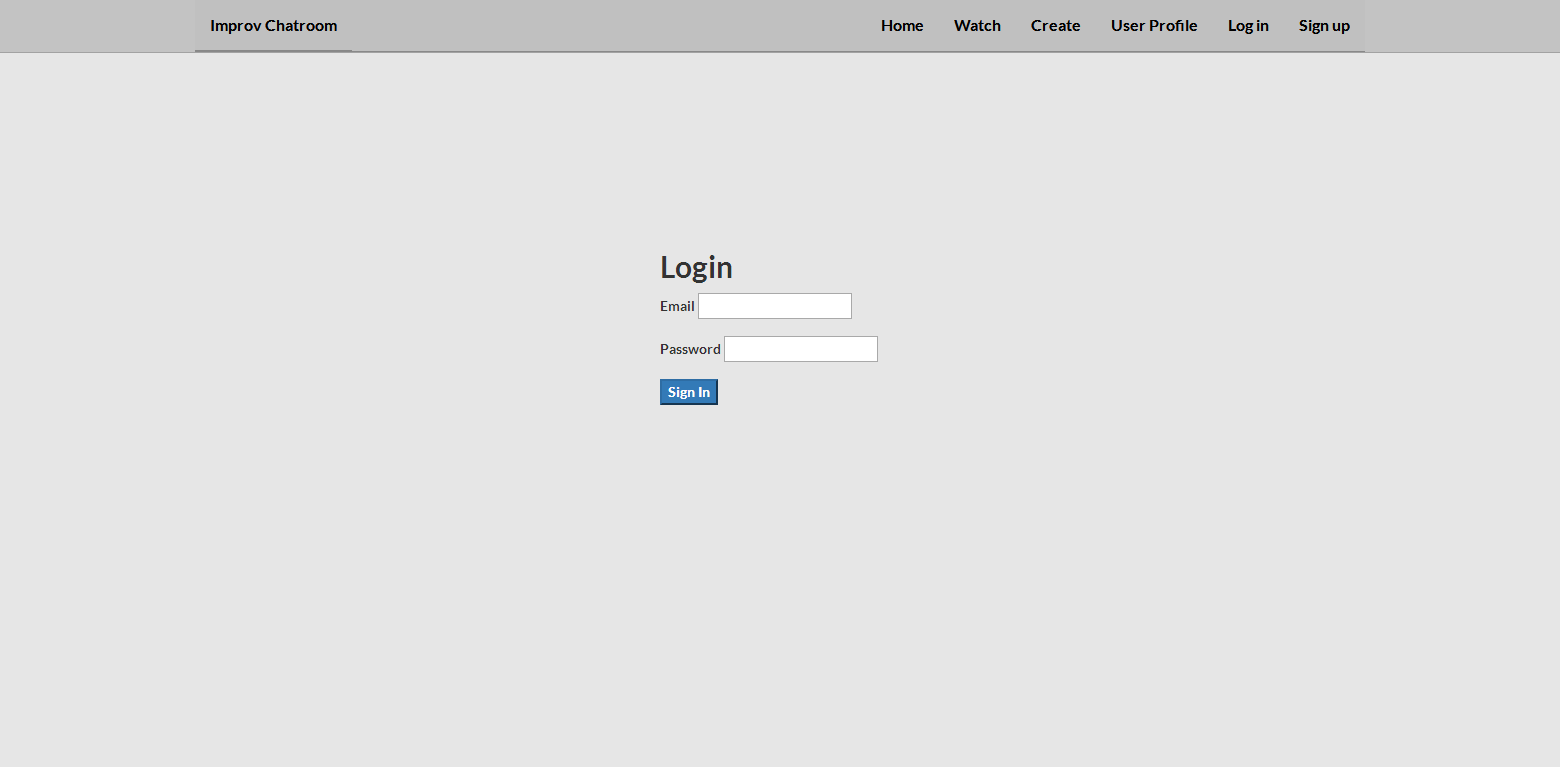 Improv Chatroom Home Watch Create User Profile Log in Sign up
Login
Email
Password
Sign In